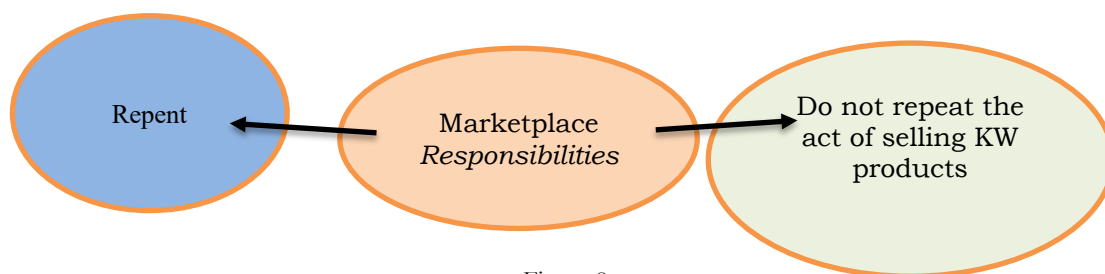 Repent
Marketplace
Responsibilities
Do not repeat the
act of selling KW
products